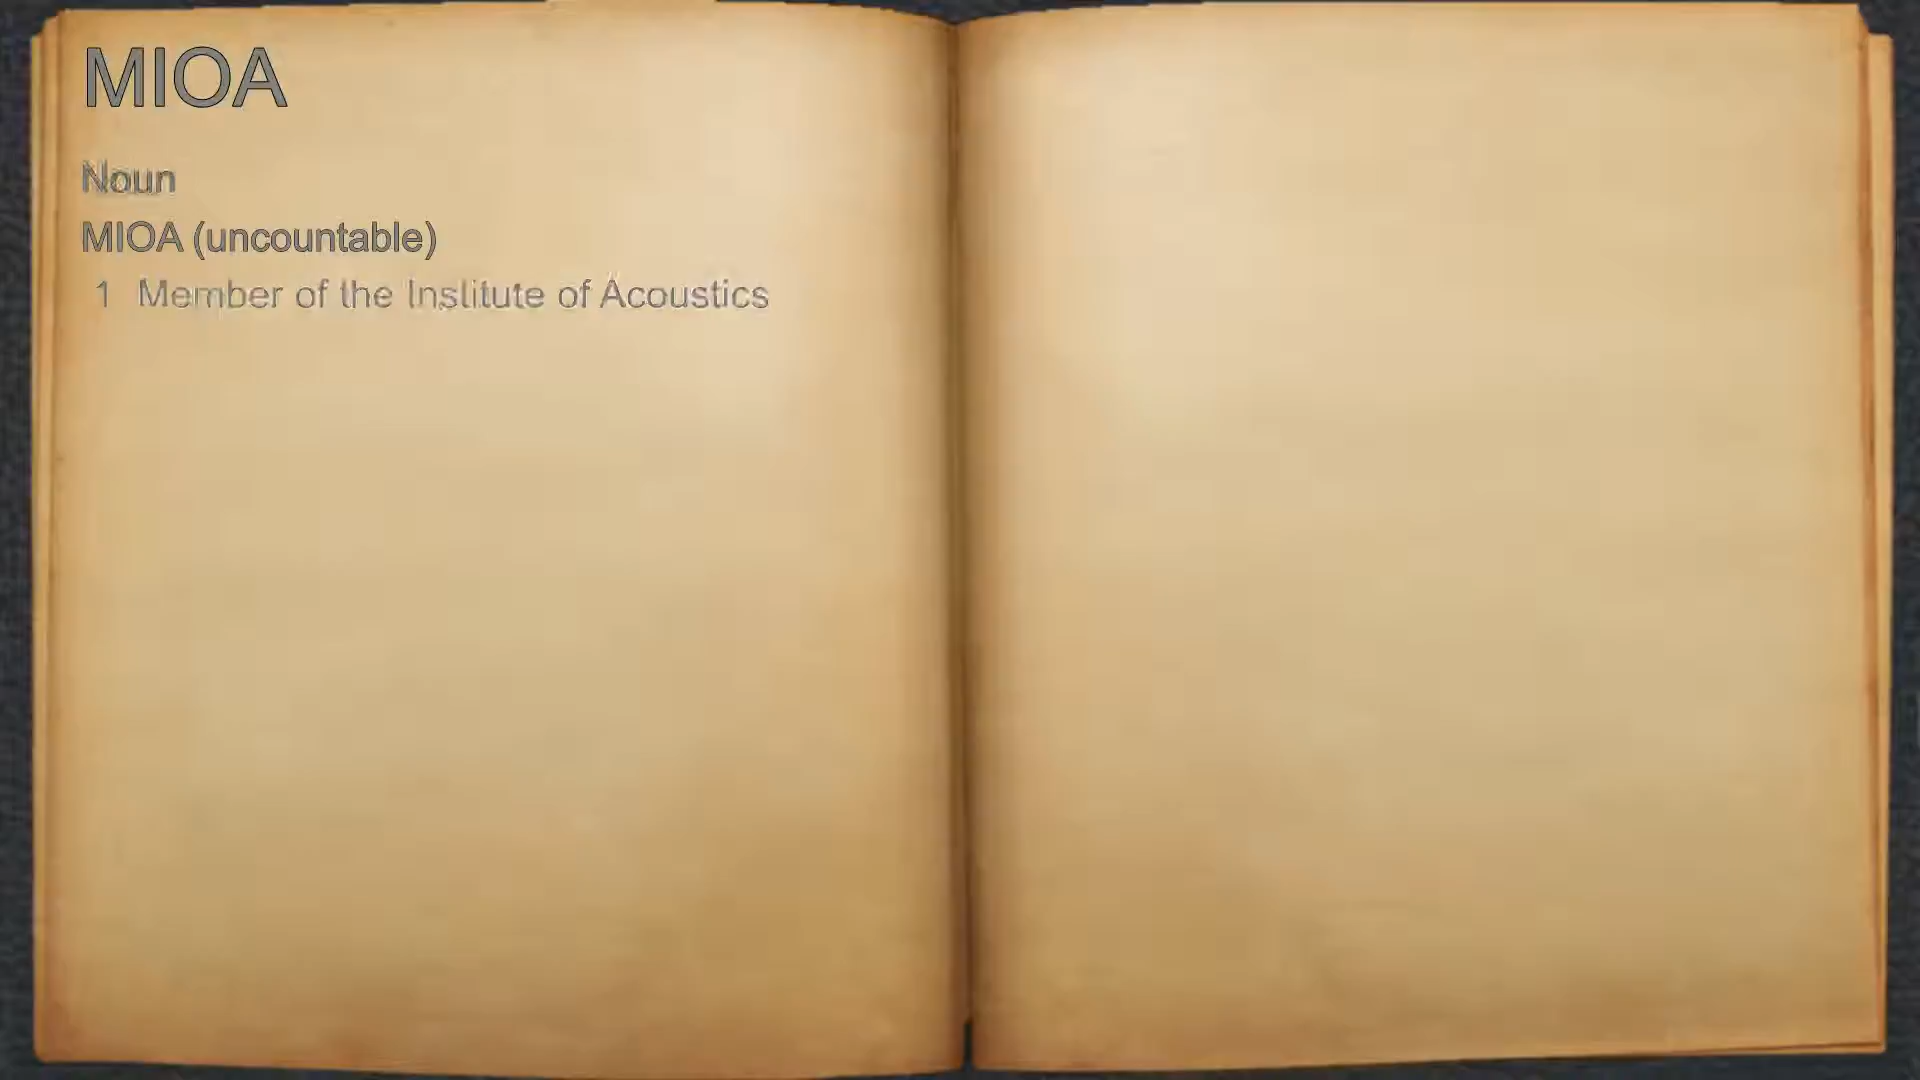 MIOA
Noun
MIOA (uncountable)
1 Member of the Institute of Acoustics